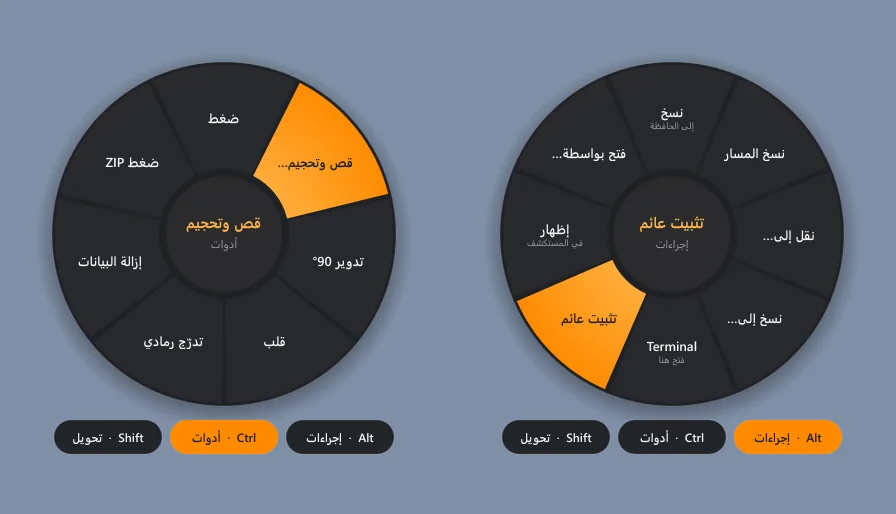 نسخ
إلى الحافظة
نسخ المسار
نقل إلى...
نسخ إلى...
Terminal
فتح هنا
تثبيت عائم
إظهار
في المستكشف
فتح بواسطة...
تثبيت عائم
إجراءات
Alt · إجراءات
Ctrl · أدوات
Shift · تحويل
ضغط
قص وتحجيم...
تدوير 90°
قلب
تدرّج رمادي
إزالة البيانات
ضغط ZIP
قص وتحجيم
أدوات
Alt · إجراءات
Ctrl · أدوات
Shift · تحويل